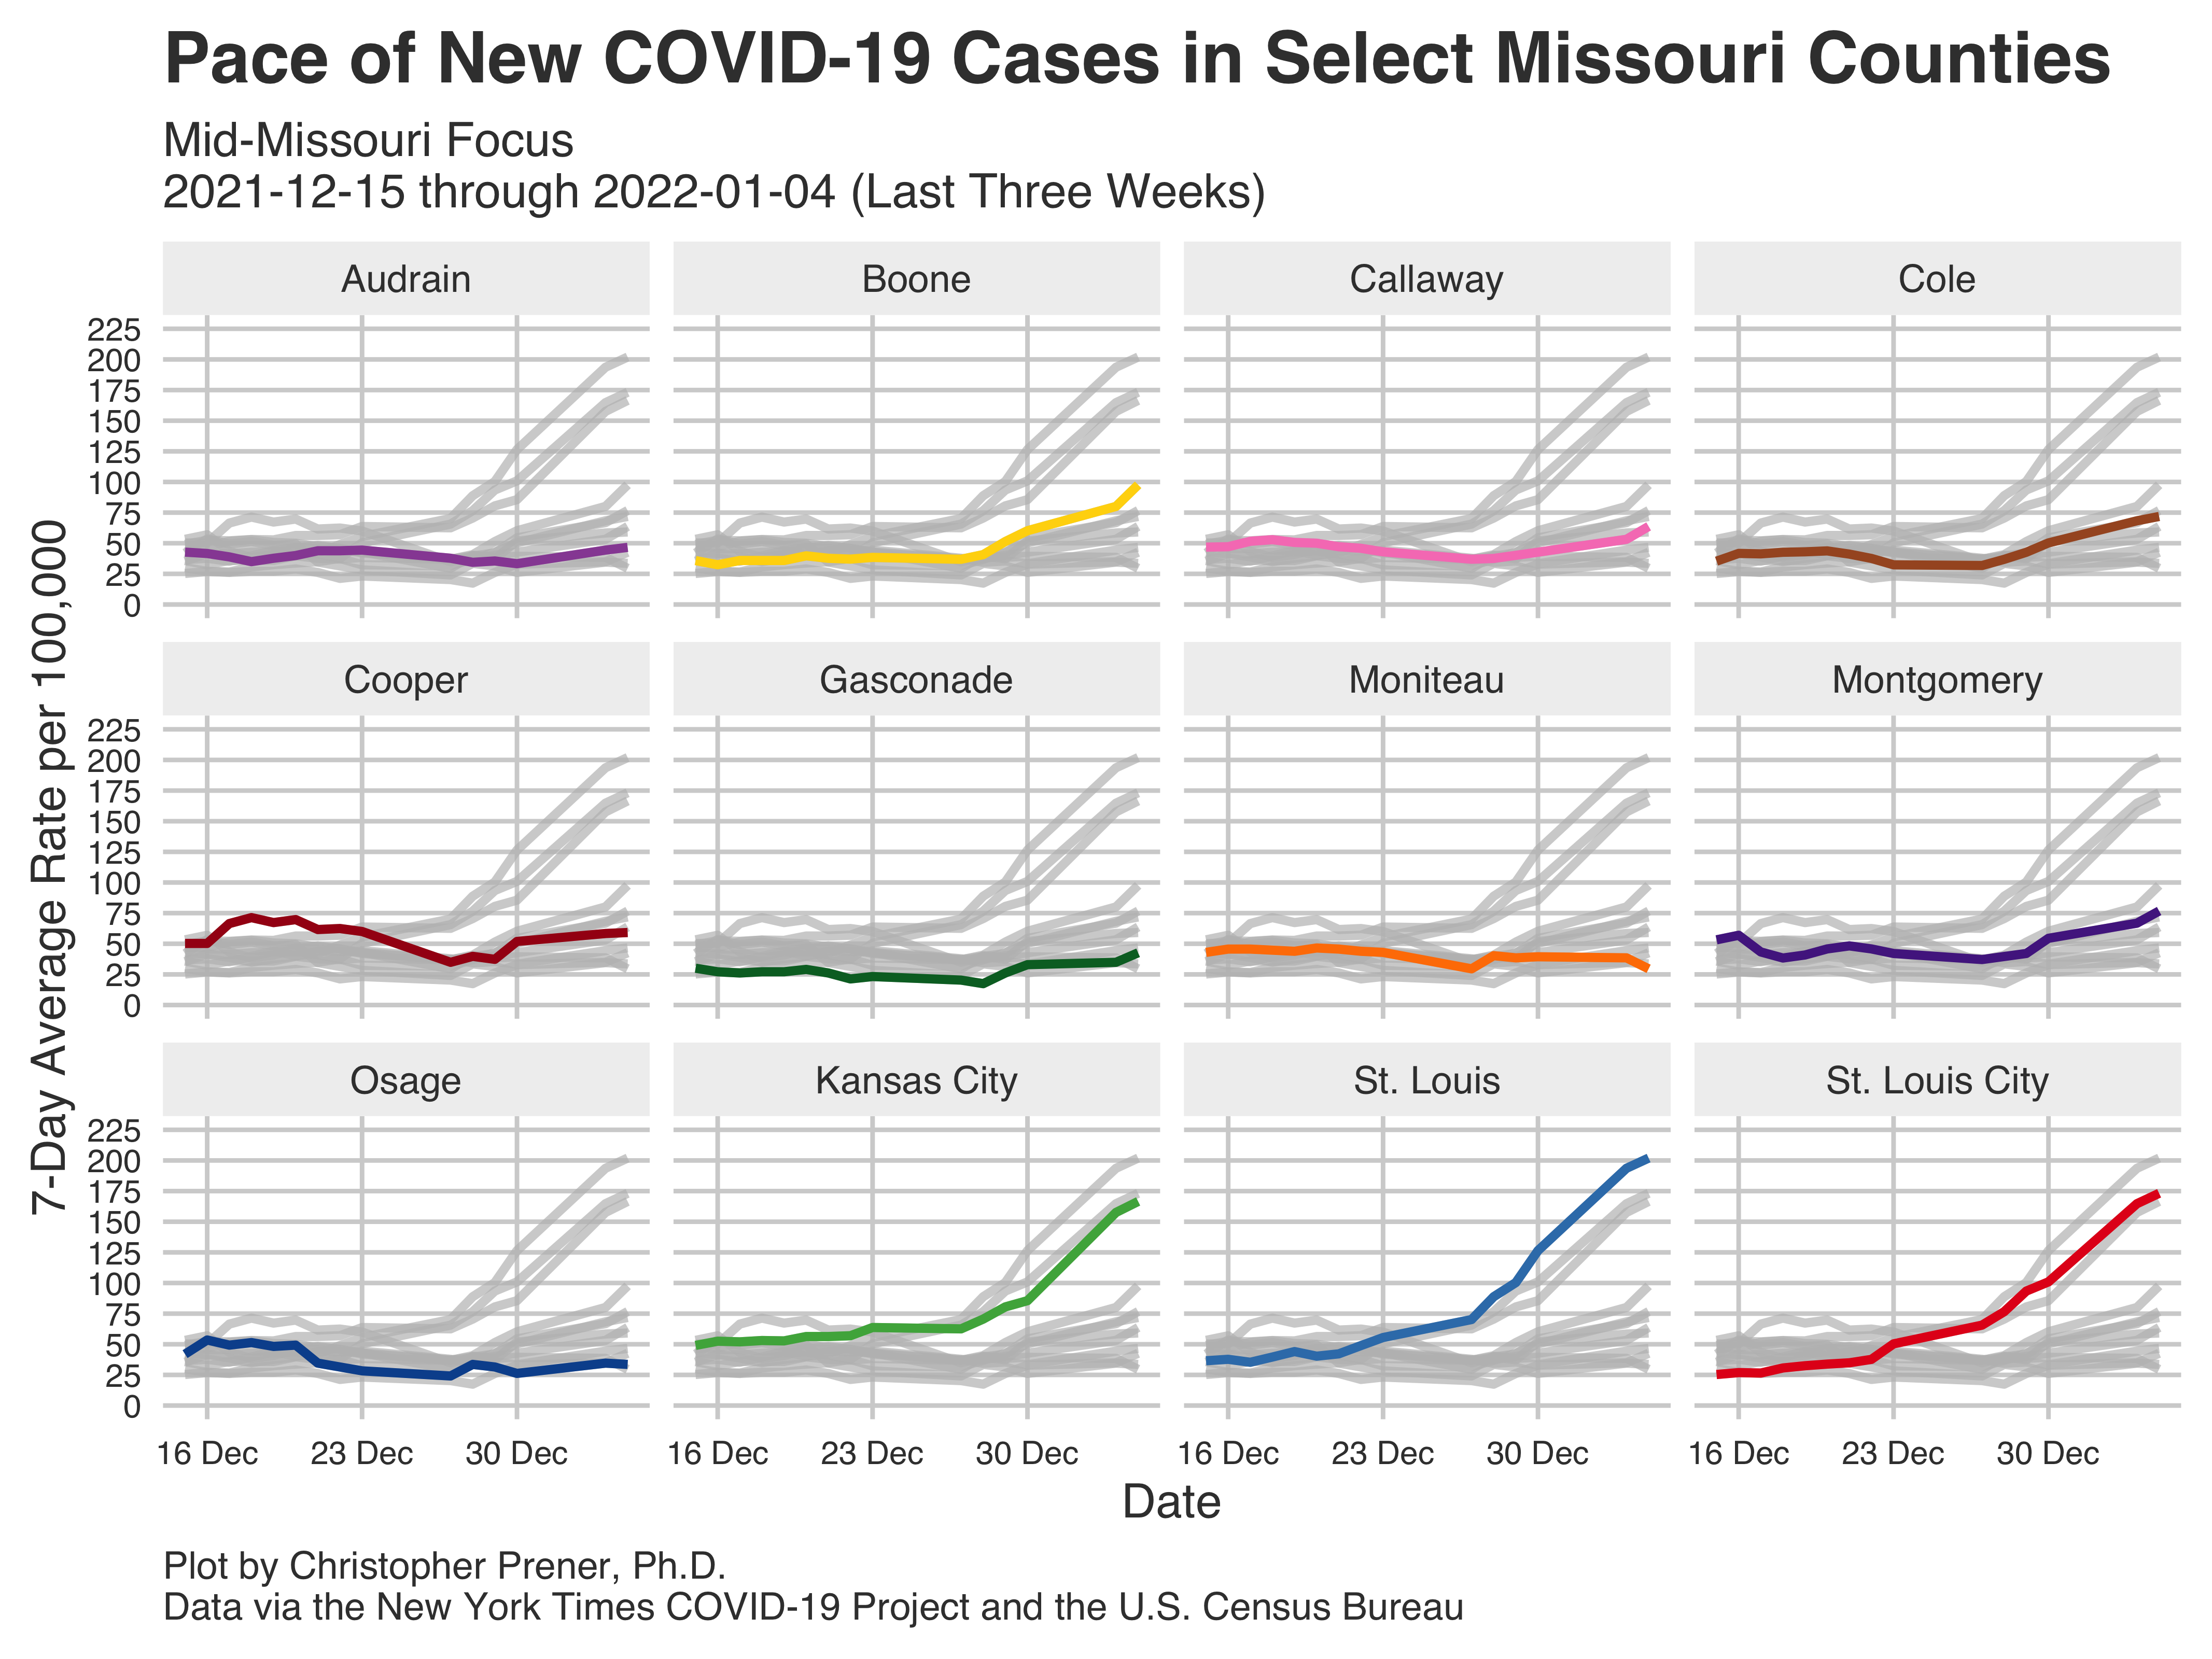 Pace of New COVID-19 Cases in Select Missouri Counties
Mid-Missouri Focus
2021-12-15 through 2022-01-04 (Last Three Weeks)
7-Day Average Rate per 100,000
Audrain
Boone
Callaway
Cole
225
200
175
150
125
100
75
50
25
0
Cooper
Gasconade
Moniteau
Montgomery
225
200
175
150
125
100
75
50
25
0
Osage
Kansas City
St. Louis
St. Louis City
225
200
175
150
125
100
75
50
25
0
16 Dec 23 Dec 30 Dec 16 Dec 23 Dec 30 Dec 16 Dec 23 Dec 30 Dec 16 Dec 23 Dec 30 Dec
Date
Plot by Christopher Prener, Ph.D.
Data via the New York Times COVID-19 Project and the U.S. Census Bureau